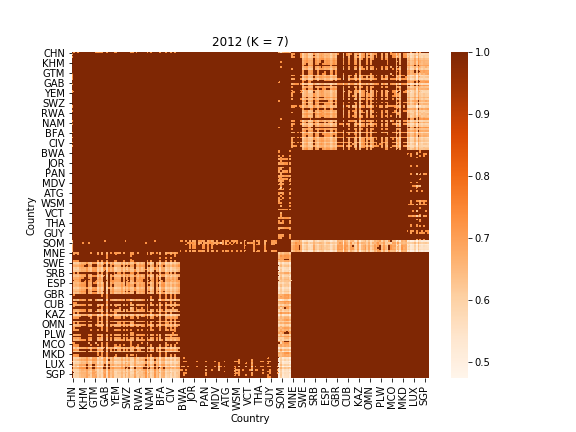 2012 (K = 7)
CHN
KHM
GTM
GAB
YEM
SWZ
RWA
NAM
BFA
CIV
BWA
JOR
PAN
MDV
ATG
WSM
VCT
THA
GUY
SOM
MNE
SWE
SRB
ESP
GBR
CUB
KAZ
OMN
PLW
MCO
MKD
LUX
SGP
Country
CHN
KHM
GTM
GAB
YEM
SWZ
RWA
NAM
BFA
CIV
BWA
JOR
PAN
MDV
ATG
WSM
VCT
THA
GUY
SOM
MNE
SWE
SRB
ESP
GBR
CUB
KAZ
OMN
PLW
MCO
MKD
LUX
SGP
Country
1.0
0.9
0.8
0.7
0.6
0.5